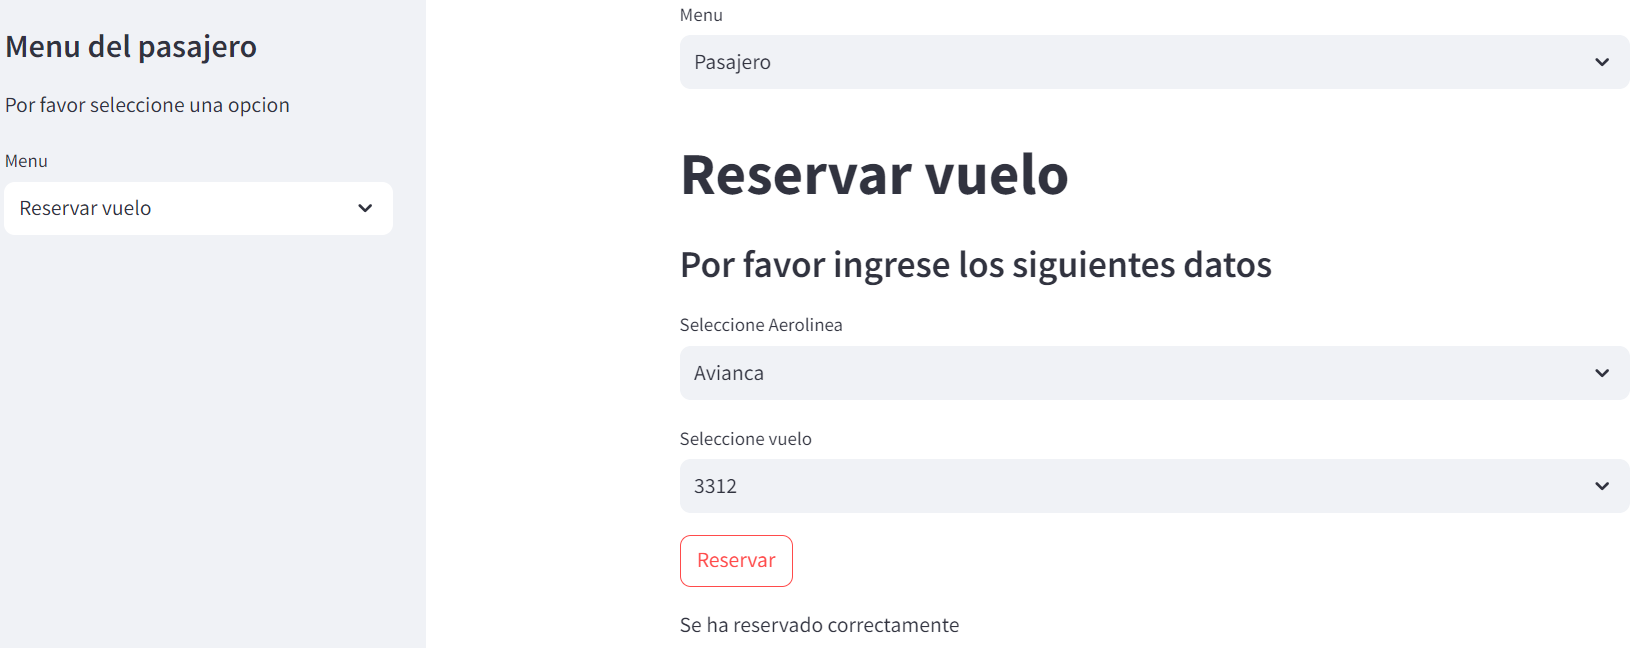 Menu del pasajero
Por favor seleccione una opcion
Menu
Reservar vuelo
Menu
Pasajero
Reservar vuelo
Por favor ingrese los siguientes datos
Seleccione Aerolinea
Avianca
Seleccione vuelo
3312
Reservar
Se ha reservado correctamente